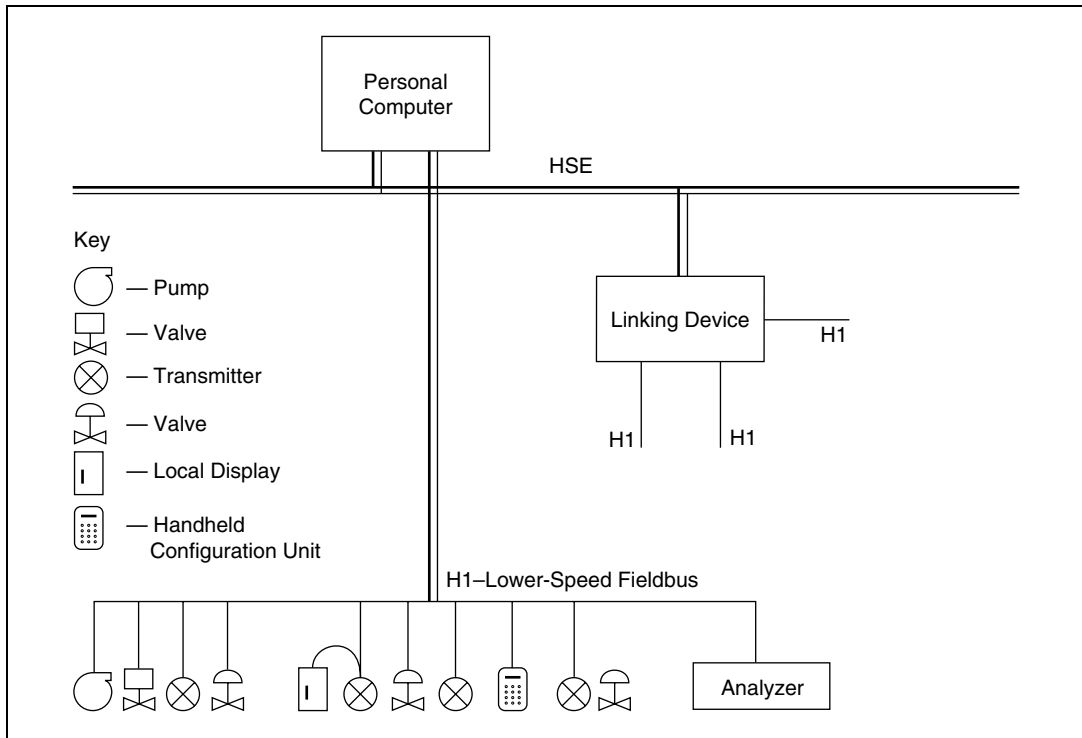 Personal
Computer
HSE
Key
— Pump
— Valve
— Transmitter
— Valve
— Local Display
— Handheld
Configuration Unit
Linking Device
H1
H1
H1
H1–Lower-Speed Fieldbus
Analyzer